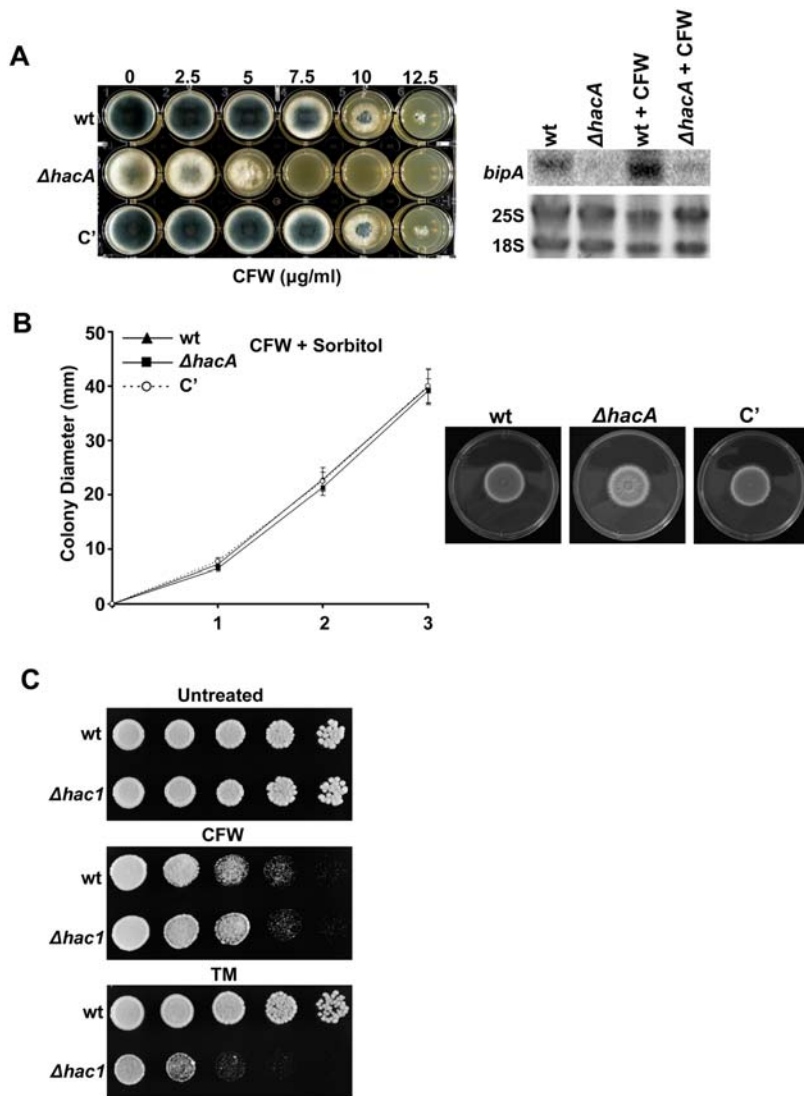 A
0 2.5 5 7.5 10 12.5
wt
ΔhacA
C'
CFW (µg/ml)
wt ΔhacA wt + CFW ΔhacA + CFW
bipA
25S
18S
B
CFW + Sorbitol
wt
ΔhacA
C'
Colony Diameter (mm)
50
40
30
20
10
0
1 2 3
wt ΔhacA C'
C
Untreated
wt
Δhac1
CFW
wt
Δhac1
TM
wt
Δhac1